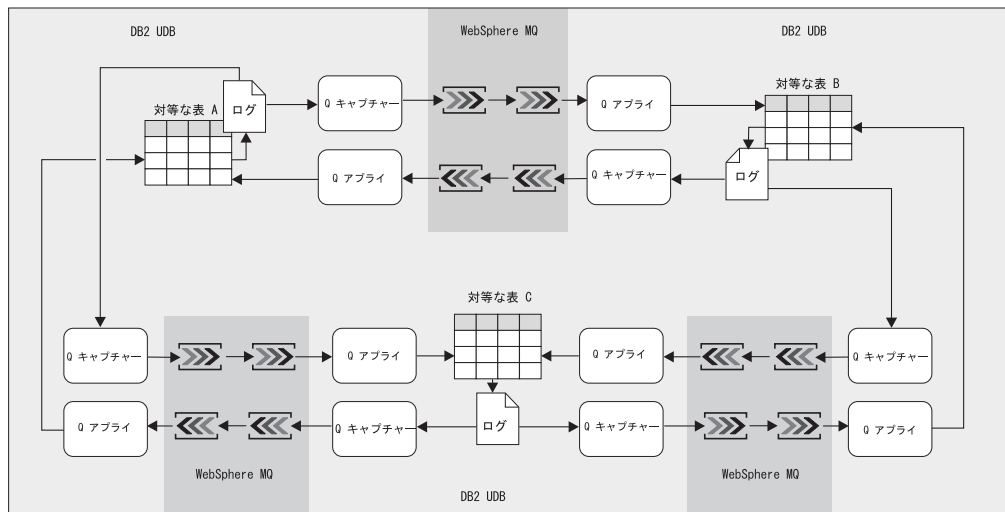 DB2 UDB
WebSphere MQ
DB2 UDB
対等な表 A
ログ
Q キャプチャー
Q アプライ
対等な表 B
Q アプライ
Q キャプチャー
ログ
対等な表 C
Q キャプチャー
Q アプライ
Q アプライ
Q キャプチャー
Q アプライ
Q キャプチャー
ログ
Q キャプチャー
Q アプライ
WebSphere MQ
WebSphere MQ
DB2 UDB